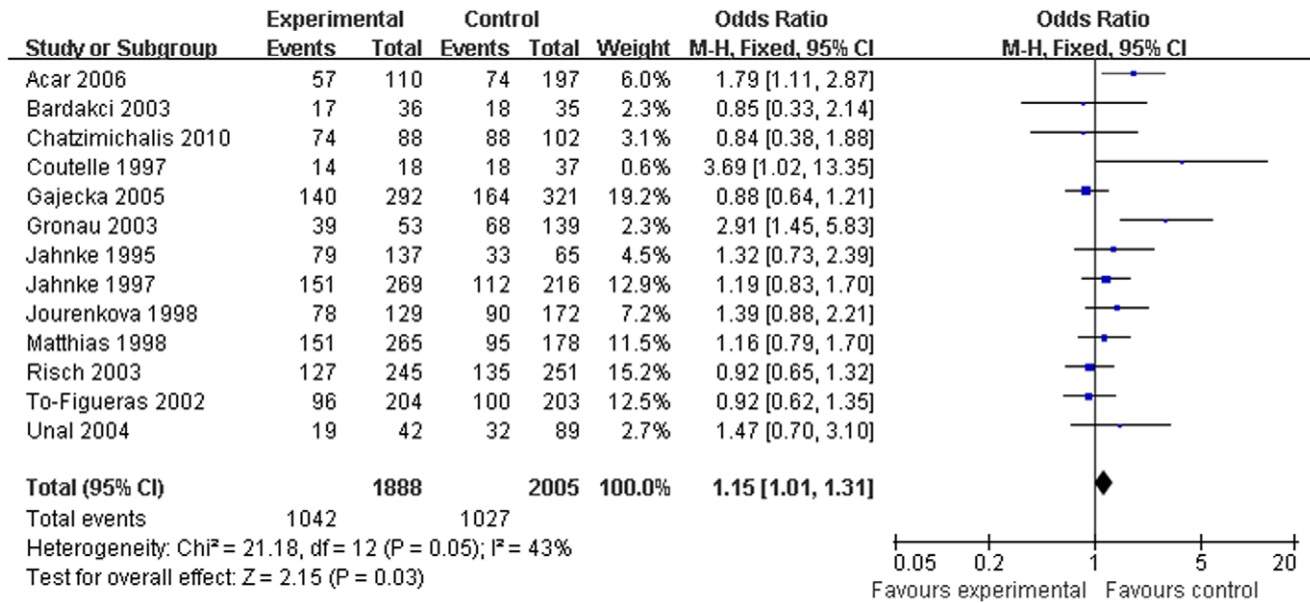 Experimental Control Odds Ratio Odds Ratio
Study or Subgroup Events Total Events Total Weight M-H, Fixed, 95% CI M-H, Fixed, 95% CI
Acar 2006 57 110 74 197 6.0% 1.79 [1.11, 2.87]
Bardakci 2003 17 36 18 35 2.3% 0.85 [0.33, 2.14]
Chatzimichalis 2010 74 88 88 102 3.1% 0.84 [0.38, 1.88]
Coutelle 1997 14 18 18 37 0.6% 3.69 [1.02, 13.35]
Gajecka 2005 140 292 164 321 19.2% 0.88 [0.64, 1.21]
Gronau 2003 39 53 68 139 2.3% 2.91 [1.45, 5.83]
Jahnke 1995 79 137 33 65 4.5% 1.32 [0.73, 2.39]
Jahnke 1997 151 269 112 216 12.9% 1.19 [0.83, 1.70]
Jourenkova 1998 78 129 90 172 7.2% 1.39 [0.88, 2.21]
Matthias 1998 151 265 95 178 11.5% 1.16 [0.79, 1.70]
Risch 2003 127 245 135 251 15.2% 0.92 [0.65, 1.32]
To-Figueras 2002 96 204 100 203 12.5% 0.92 [0.62, 1.35]
Unal 2004 19 42 32 89 2.7% 1.47 [0.70, 3.10]
Total (95% CI) 1888 2005 100.0% 1.15 [1.01, 1.31]
Total events 1042 1027
Heterogeneity: Chi² = 21.18, df = 12 (P = 0.05); I² = 43%
Test for overall effect: Z = 2.15 (P = 0.03)
0.05 0.2 1 5 20
Favours experimental Favours control